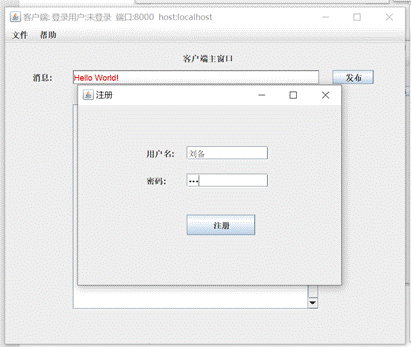 客户端: 登录用户:未登录 端口:8000 host:localhost
文件 帮助
客户端主窗口
消息: Hello World! 发布
注册
用户名: 刘备
密码: •••
注册